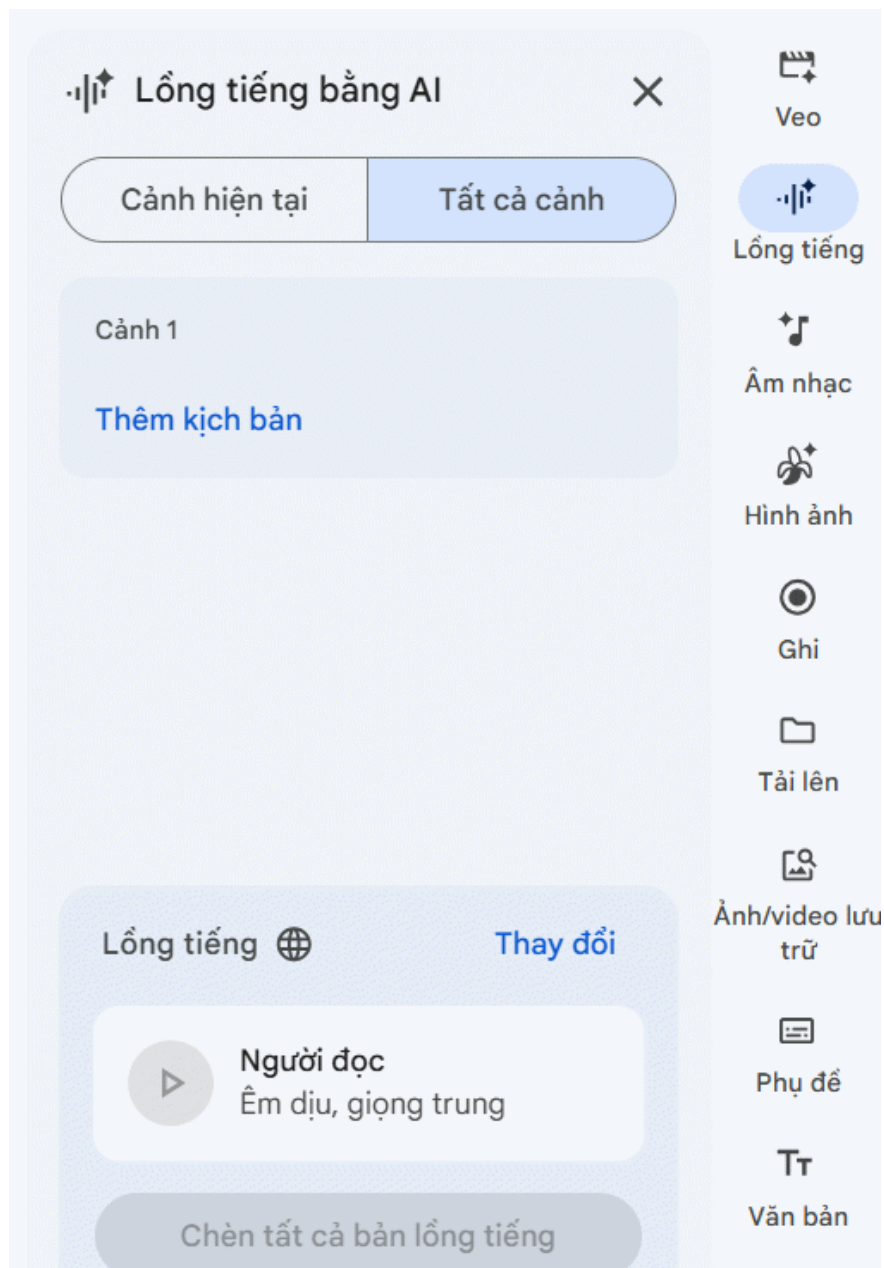 Lồng tiếng bằng AI
Cảnh hiện tại
Tất cả cảnh
Cảnh 1
Thêm kịch bản
Lồng tiếng
Thay đổi
Người đọc
Êm dịu, giọng trung
Chèn tất cả bản lồng tiếng
Veo
Lồng tiếng
Âm nhạc
Hình ảnh
Ghi
Tải lên
Ảnh/video lưu
trữ
Phụ đề
Văn bản